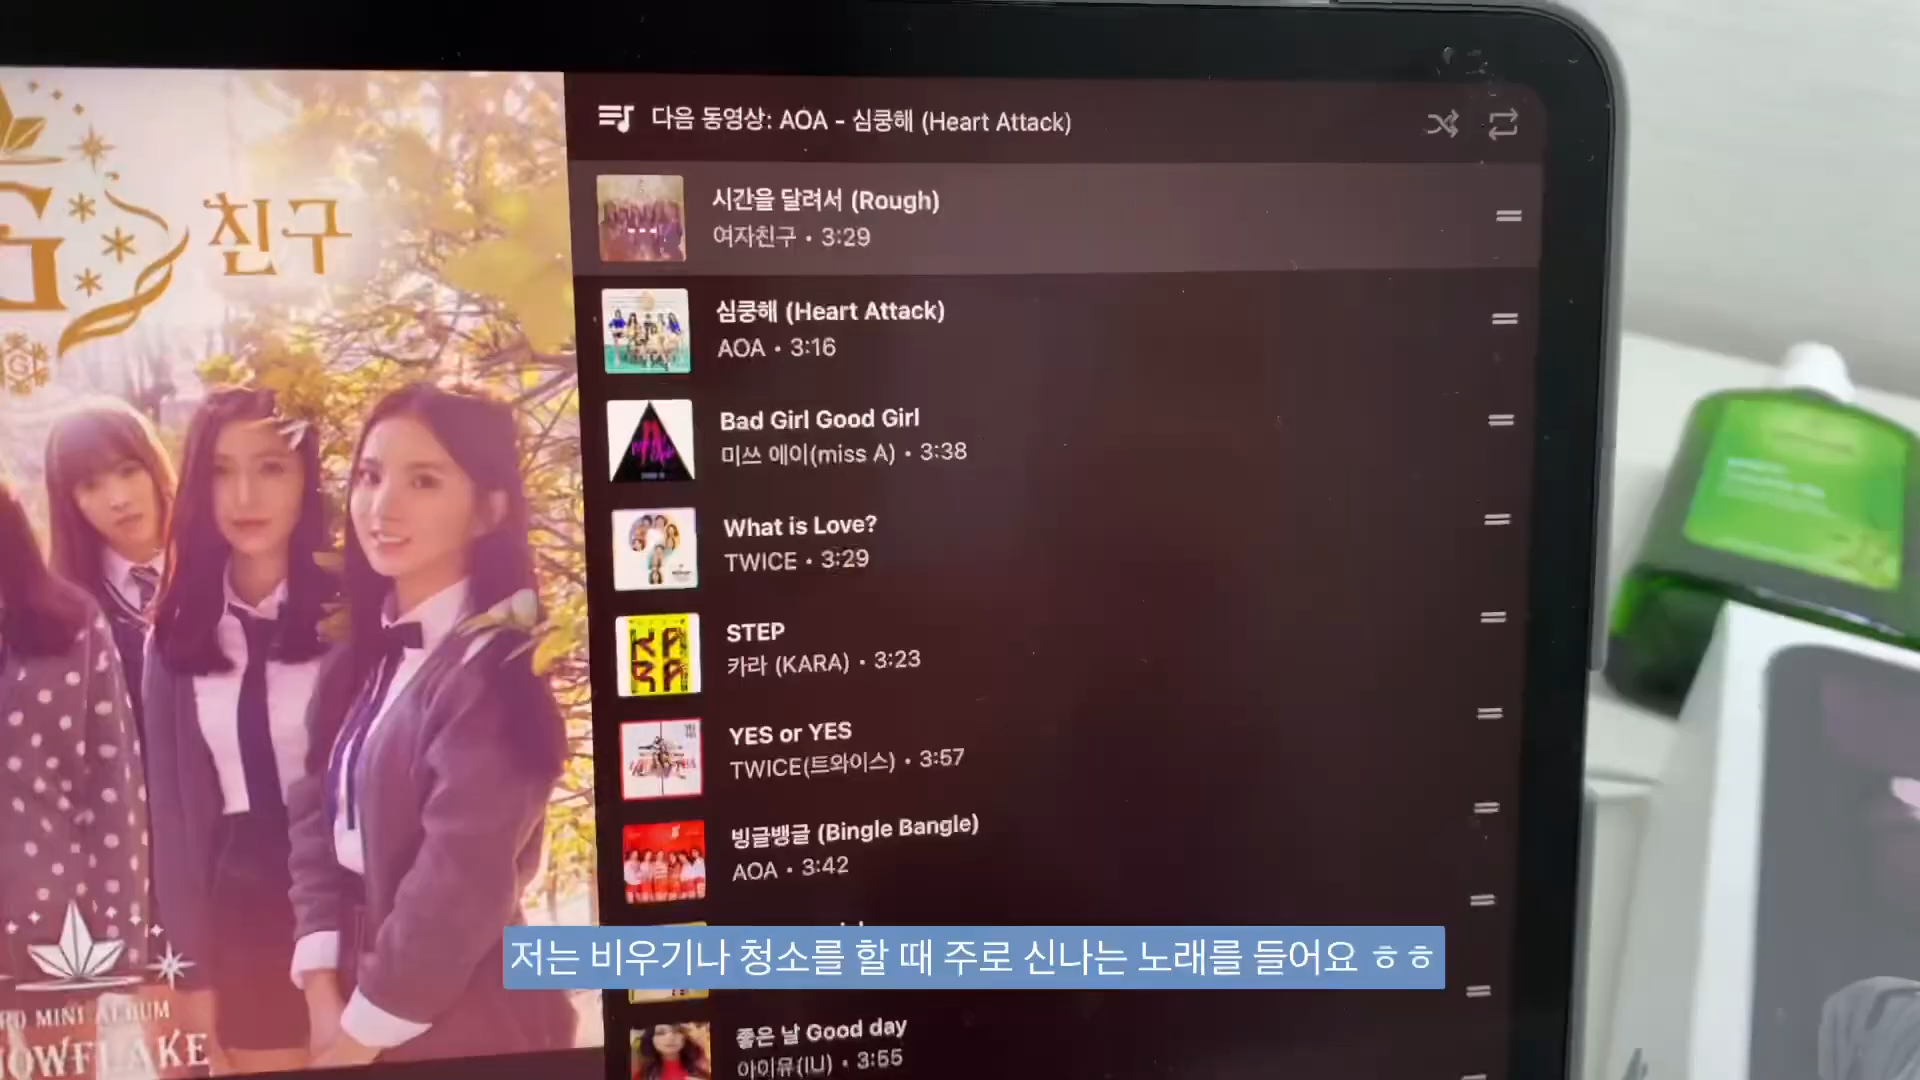 친구
RD MINI ALBUM
NOWFLAKE
다음 동영상: AOA - 심쿵해 (Heart Attack)
시간을 달려서 (Rough)
여자친구 • 3:29
심쿵해 (Heart Attack)
AOA • 3:16
Bad Girl Good Girl
미쓰 에이(miss A) • 3:38
What is Love?
TWICE • 3:29
KARA
STEP
카라 (KARA) • 3:23
YES or YES
TWICE(트와이스) • 3:57
빙글뱅글 (Bingle Bangle)
AOA • 3:42
저는 비우기나 청소를 할 때 주로 신나는 노래를 들어요 ㅎㅎ
좋은 날 Good day
아이유(IU) • 3:55